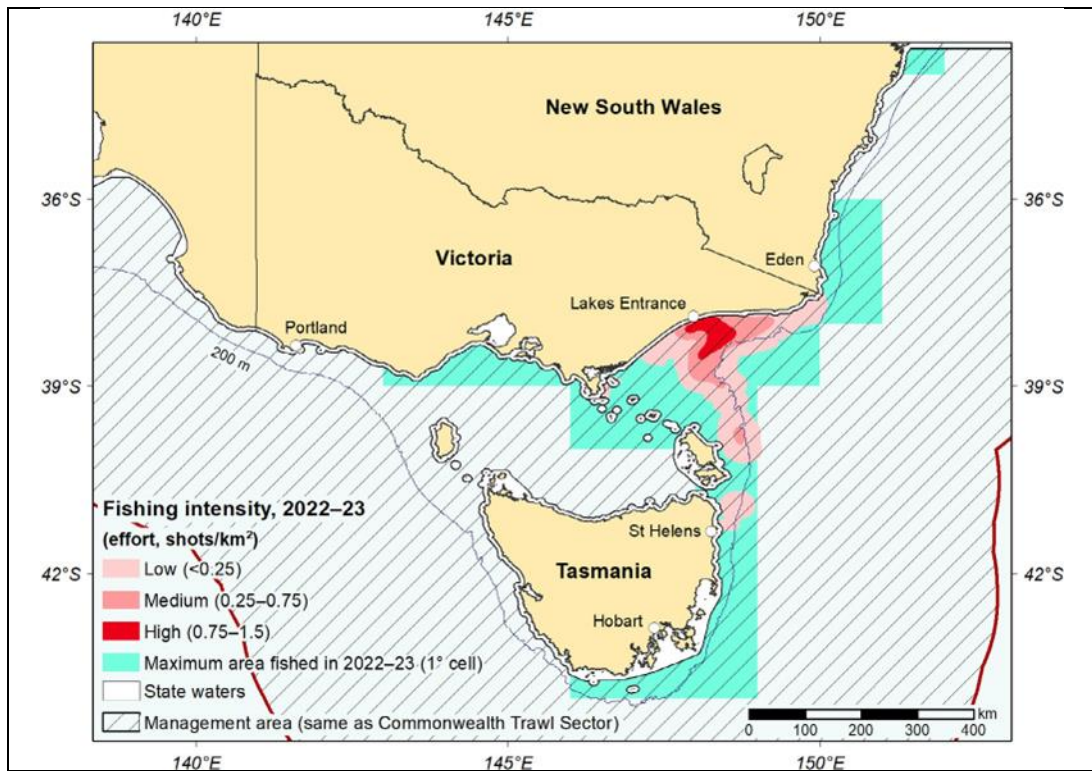 140°E 145°E 150°E
New South Wales
36°S 36°S
Victoria
Eden
Lakes Entrance
Portland
200 m
39°S 39°S
Fishing intensity, 2022–23
(effort, shots/km²)
Low (<0.25)
Medium (0.25–0.75)
High (0.75–1.5)
Maximum area fished in 2022–23 (1° cell)
State waters
Management area (same as Commonwealth Trawl Sector)
St Helens
42°S 42°S
Tasmania
Hobart
km
0 100 200 300 400
140°E 145°E 150°E